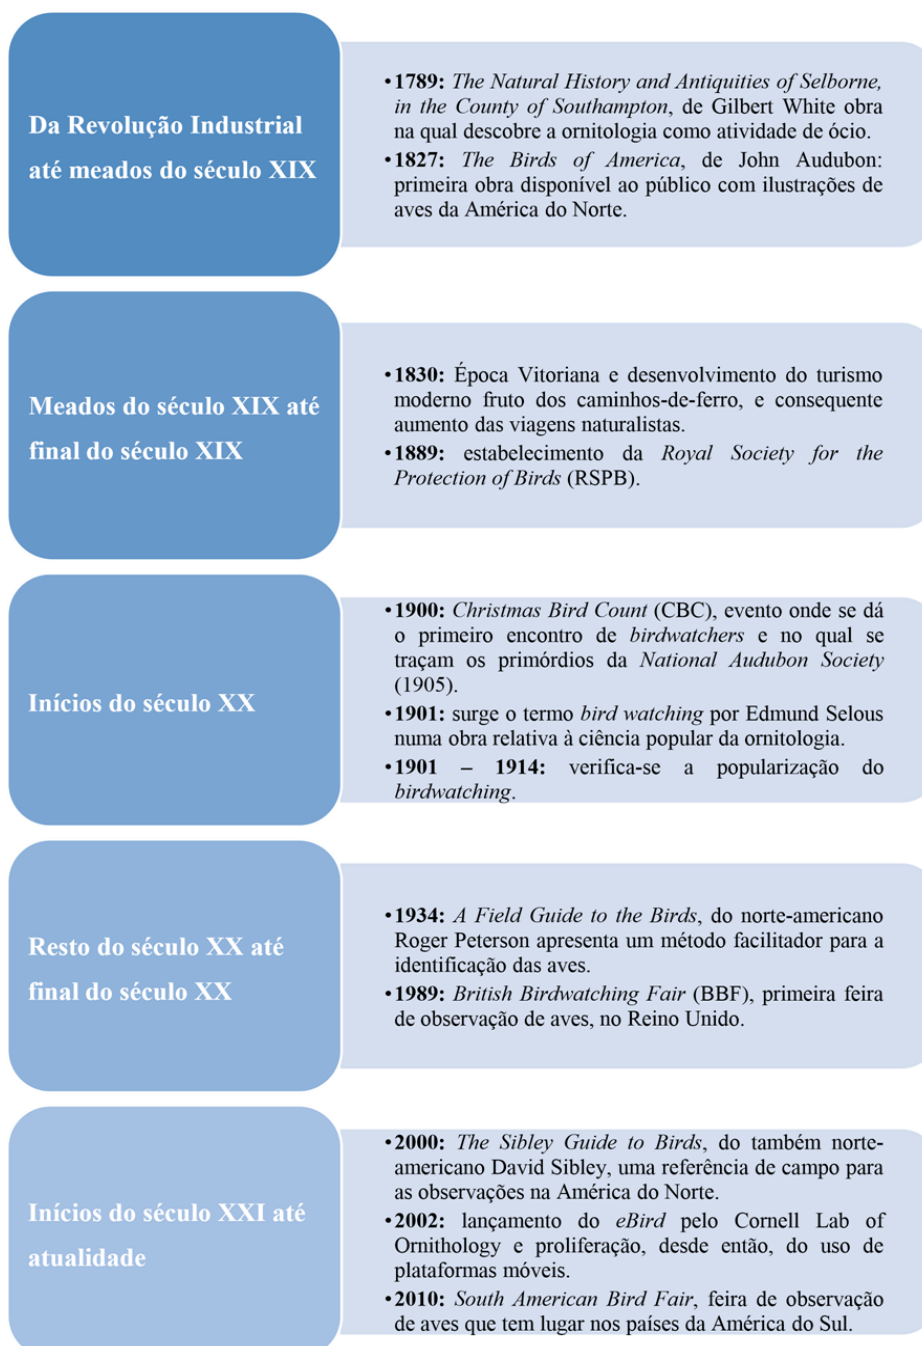 Da Revolução Industrial
até meados do século XIX
•1789: The Natural History and Antiquities of Selborne,
in the County of Southampton, de Gilbert White obra
na qual descobre a ornitologia como atividade de ócio.
•1827: The Birds of America, de John Audubon:
primeira obra disponível ao público com ilustrações de
aves da América do Norte.
Meados do século XIX até
final do século XIX
•1830: Época Vitoriana e desenvolvimento do turismo
moderno fruto dos caminhos-de-ferro, e consequente
aumento das viagens naturalistas.
•1889: estabelecimento da Royal Society for the
Protection of Birds (RSPB).
Inícios do século XX
•1900: Christmas Bird Count (CBC), evento onde se dá
o primeiro encontro de birdwatchers e no qual se
traçam os primórdios da National Audubon Society
(1905).
•1901: surge o termo bird watching por Edmund Selous
numa obra relativa à ciência popular da ornitologia.
•1901 – 1914: verifica-se a popularização do
birdwatching.
Resto do século XX até
final do século XX
•1934: A Field Guide to the Birds, do norte-americano
Roger Peterson apresenta um método facilitador para a
identificação das aves.
•1989: British Birdwatching Fair (BBF), primeira feira
de observação de aves, no Reino Unido.
Inícios do século XXI até
atualidade
•2000: The Sibley Guide to Birds, do também norte-
americano David Sibley, uma referência de campo para
as observações na América do Norte.
•2002: lançamento do eBird pelo Cornell Lab of
Ornithology e proliferação, desde então, do uso de
plataformas móveis.
•2010: South American Bird Fair, feira de observação
de aves que tem lugar nos países da América do Sul.